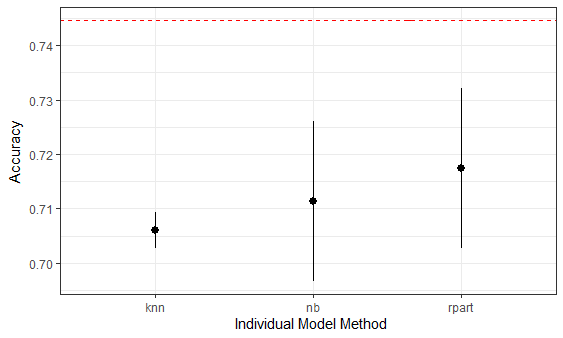 0.74
0.73
0.72
0.71
0.70
Accuracy
knn
nb
rpart
Individual Model Method